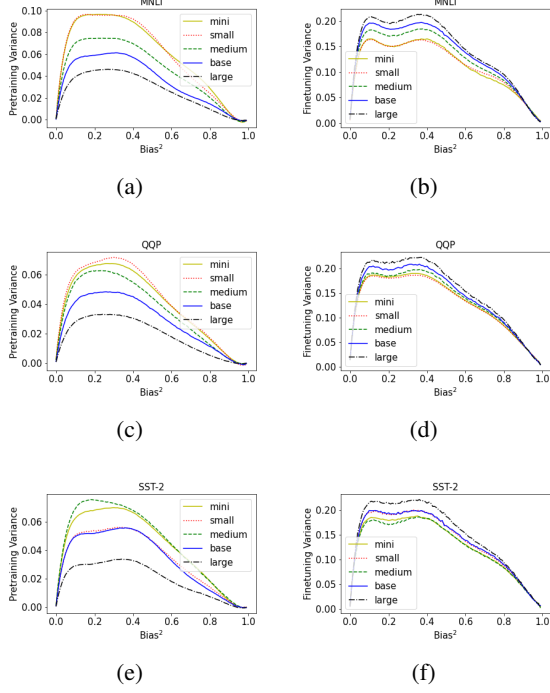 MNLI
Pretraining Variance
0.10
0.08
0.06
0.04
0.02
0.00
mini
small
medium
base
large
0.0 0.2 0.4 0.6 0.8 1.0
Bias²
(a)
MNLI
Finetuning Variance
0.20
0.15
0.10
0.05
0.00
mini
small
medium
base
large
0.0 0.2 0.4 0.6 0.8 1.0
Bias²
(b)
QQP
Pretraining Variance
0.06
0.04
0.02
0.00
mini
small
medium
base
large
0.0 0.2 0.4 0.6 0.8 1.0
Bias²
(c)
QQP
Finetuning Variance
0.20
0.15
0.10
0.05
0.00
mini
small
medium
base
large
0.0 0.2 0.4 0.6 0.8 1.0
Bias²
(d)
SST-2
Pretraining Variance
0.06
0.04
0.02
0.00
mini
small
medium
base
large
0.0 0.2 0.4 0.6 0.8 1.0
Bias²
(e)
SST-2
Finetuning Variance
0.20
0.15
0.10
0.05
0.00
mini
small
medium
base
large
0.0 0.2 0.4 0.6 0.8 1.0
Bias²
(f)